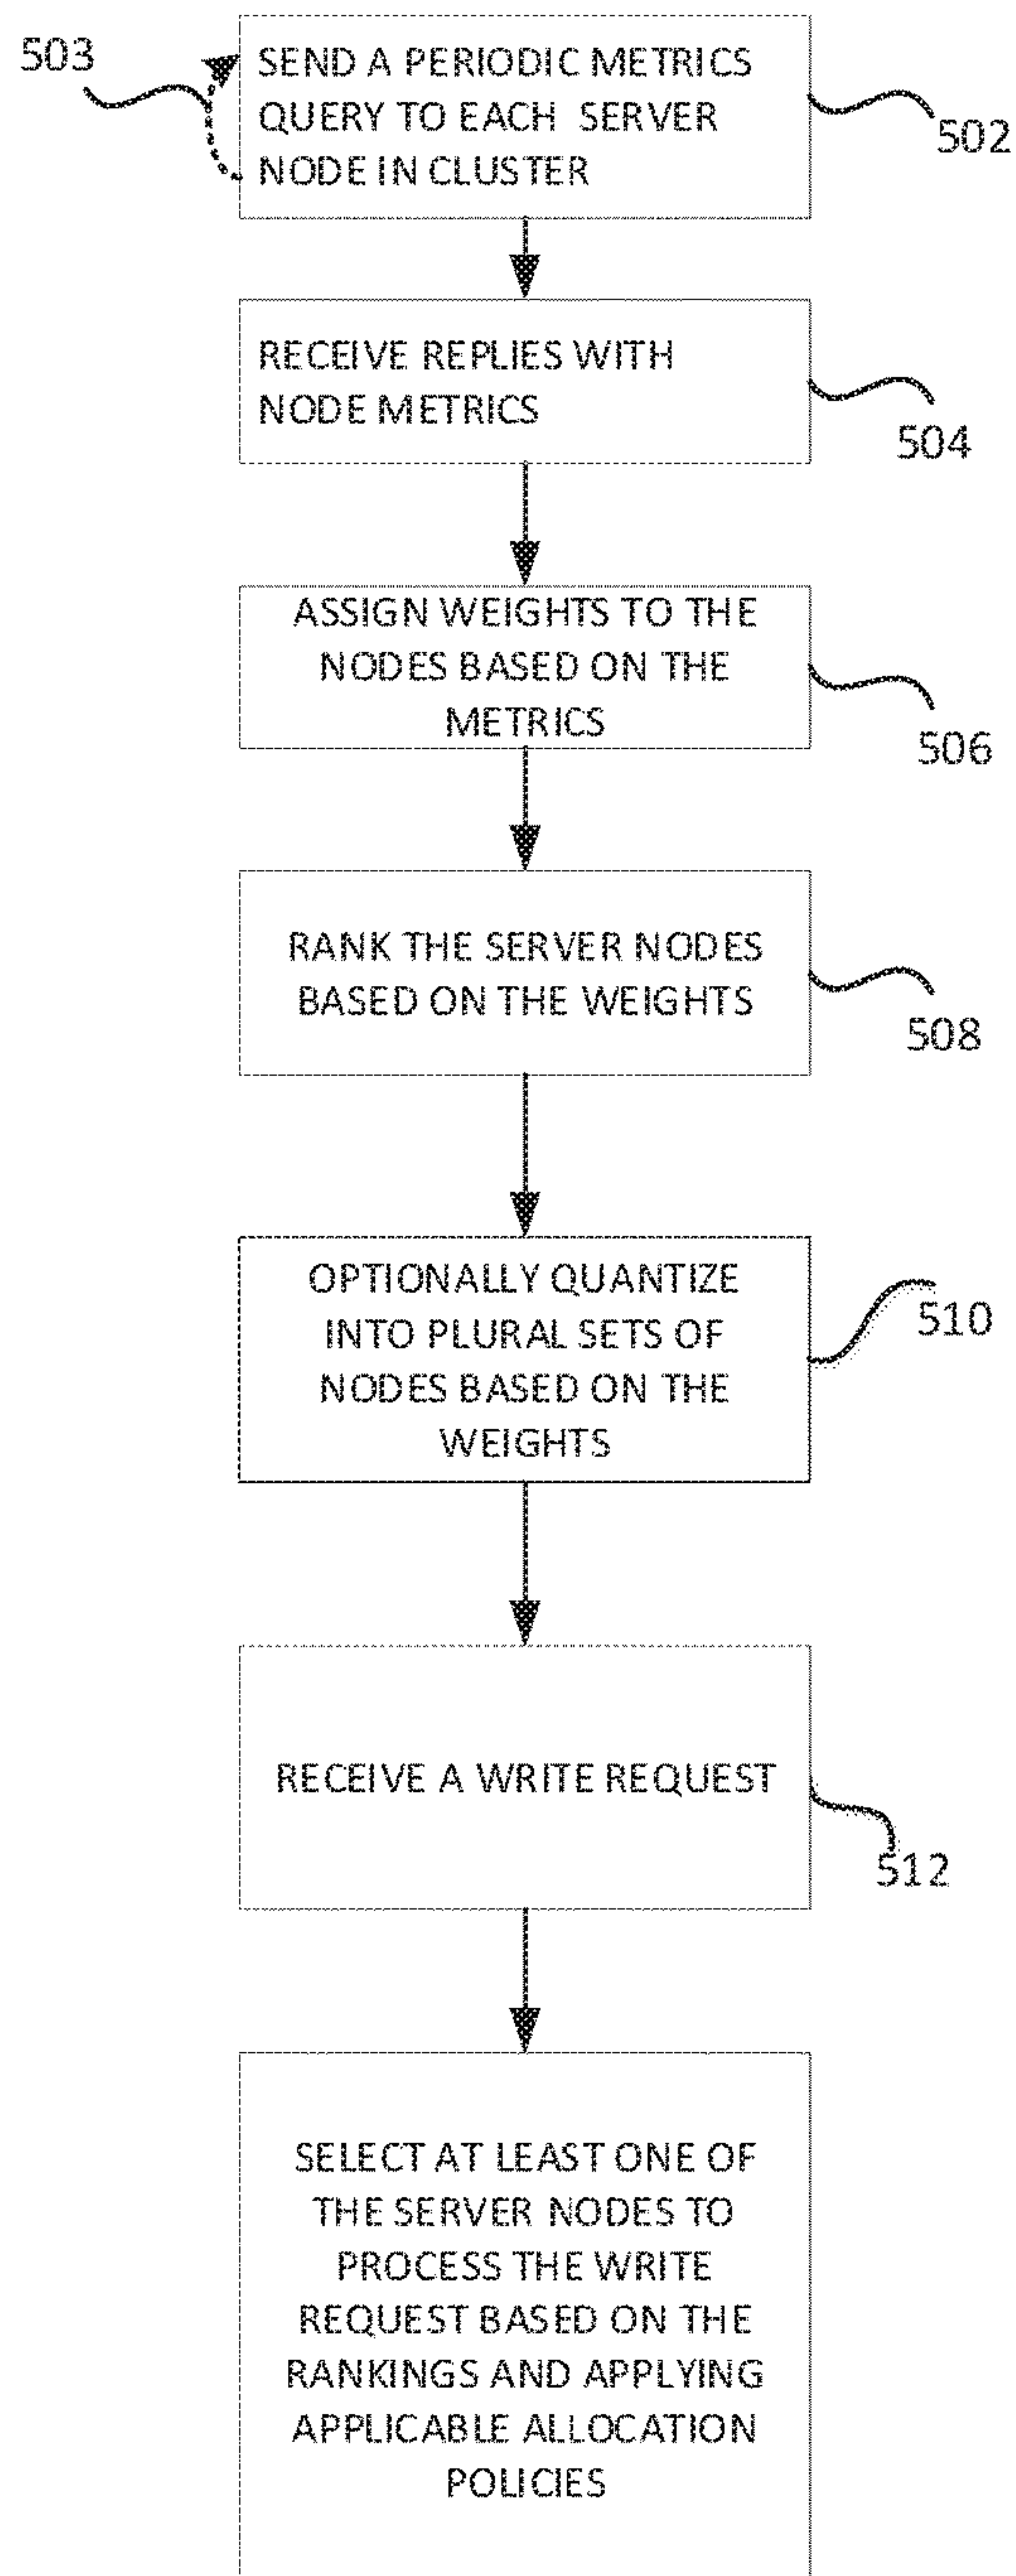 503
SEND A PERIODIC METRICS
QUERY TO EACH SERVER
NODE IN CLUSTER
502
RECEIVE REPLIES WITH
NODE METRICS
504
ASSIGN WEIGHTS TO THE
NODES BASED ON THE
METRICS
506
RANK THE SERVER NODES
BASED ON THE WEIGHTS
508
OPTIONALLY QUANTIZE
INTO PLURAL SETS OF
NODES BASED ON THE
WEIGHTS
510
RECEIVE A WRITE REQUEST
512
SELECT AT LEAST ONE OF
THE SERVER NODES TO
PROCESS THE WRITE
REQUEST BASED ON THE
RANKINGS AND APPLYING
APPLICABLE ALLOCATION
POLICIES